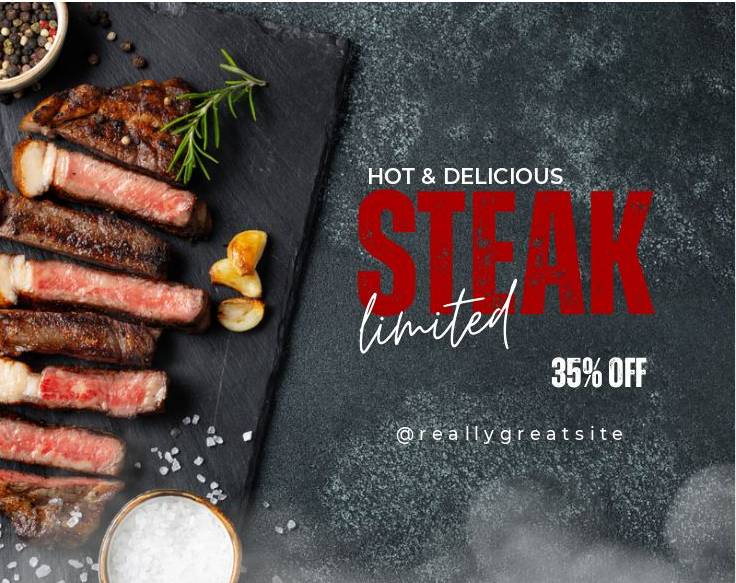 HOT & DELICIOUS
STEAK
limited
35% OFF
@reallygreatsite